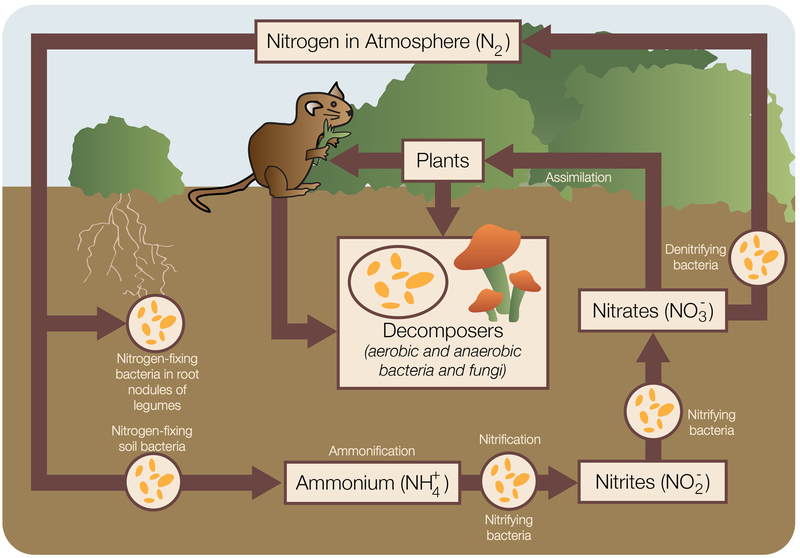 Nitrogen in Atmosphere (N₂)
Plants
Assimilation
Denitrifying
bacteria
Nitrates (NO₃⁻)
Decomposers
(aerobic and anaerobic
bacteria and fungi)
Nitrogen-fixing
bacteria in root
nodules of
legumes
Nitrifying
bacteria
Nitrogen-fixing
soil bacteria
Ammonification
Ammonium (NH₄⁺)
Nitrification
Nitrifying
bacteria
Nitrites (NO₂⁻)